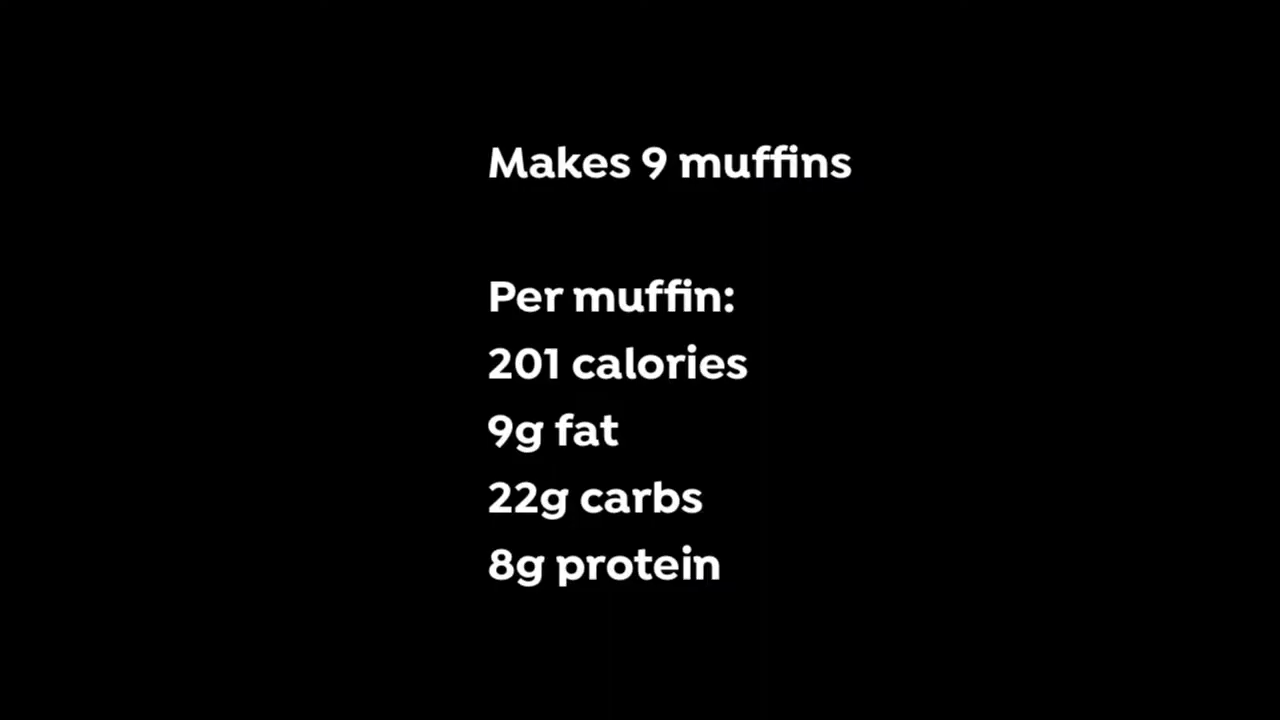 Makes 9 muffins
Per muffin:
201 calories
9g fat
22g carbs
8g protein